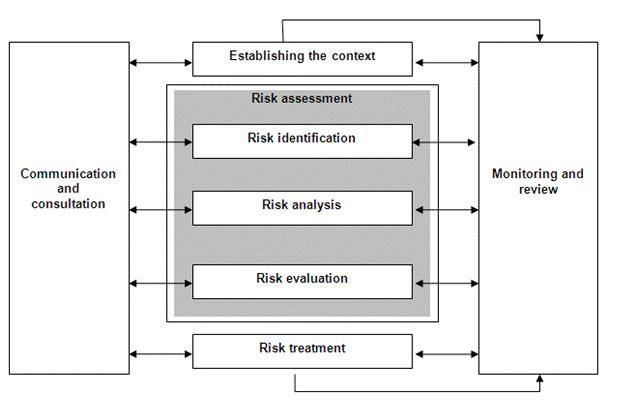 Establishing the context
Risk assessment
Risk identification
Communication
and
consultation
Monitoring and
review
Risk analysis
Risk evaluation
Risk treatment